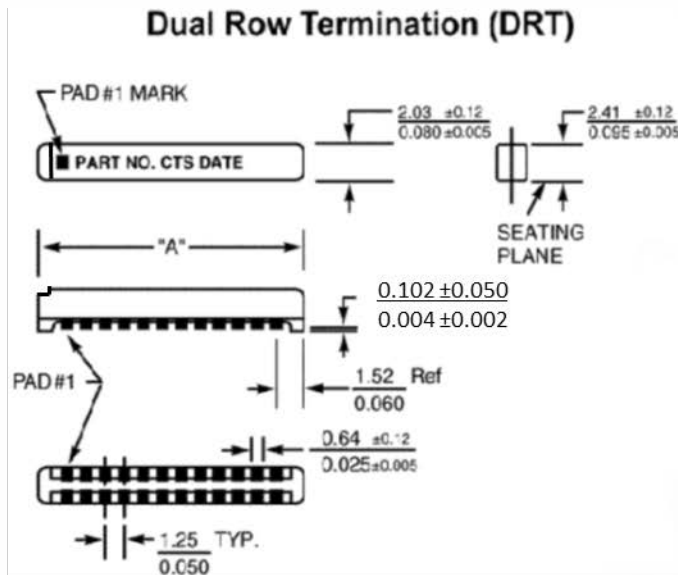 Dual Row Termination (DRT)
PAD #1 MARK
2.03 ±0.12
0.080 ±0.005
2.41 ±0.12
0.095 ±0.005
PART NO. CTS DATE
SEATING
PLANE
"A"
0.102 ±0.050
0.004 ±0.002
PAD #1
1.52 Ref
0.060
0.64 ±0.12
0.025±0.005
1.25 TYP.
0.050